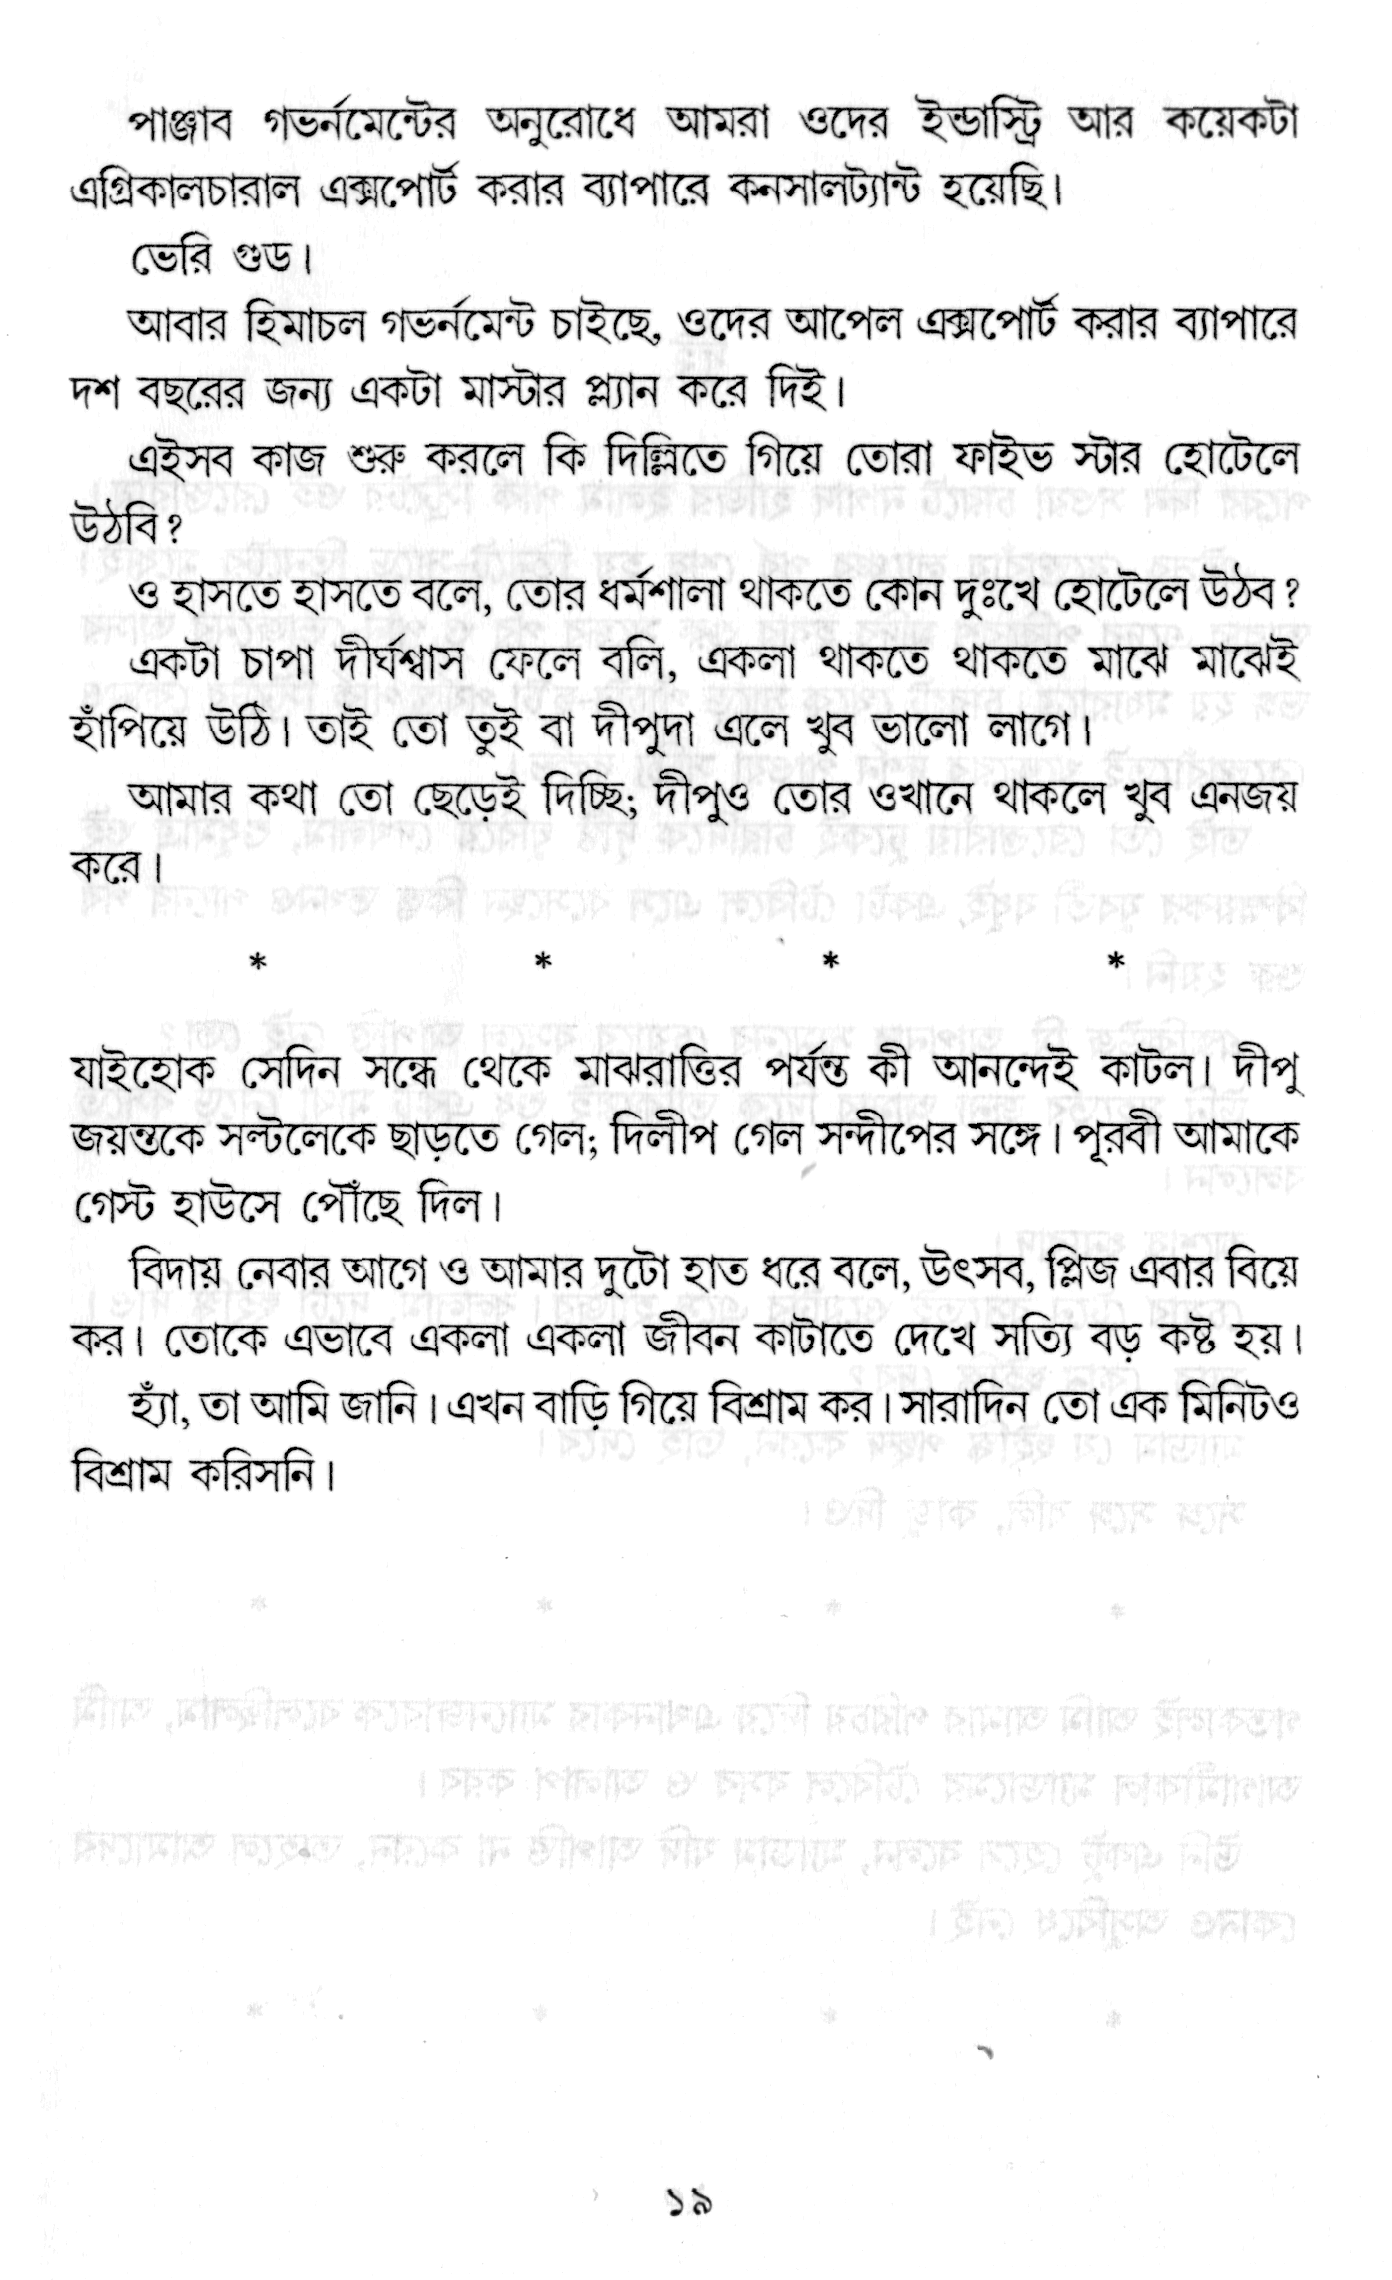 পাঞ্জাব গভর্নমেন্টের অনুরোধে আমরা ওদের ইন্ডাস্ট্রি আর কয়েকটা
এগ্রিকালচারাল এক্সপোর্ট করার ব্যাপারে কনসালট্যান্ট হয়েছি।
ভেরি গুড।
আবার হিমাচল গভর্নমেন্ট চাইছে, ওদের আপেল এক্সপোর্ট করার ব্যাপারে
দশ বছরের জন্য একটা মাস্টার প্ল্যান করে দিই।
এইসব কাজ শুরু করলে কি দিল্লিতে গিয়ে তোরা ফাইভ স্টার হোটেলে
উঠবি?
ও হাসতে হাসতে বলে, তোর ধর্মশালা থাকতে কোন দুঃখে হোটেলে উঠব?
একটা চাপা দীর্ঘশ্বাস ফেলে বলি, একলা থাকতে থাকতে মাঝে মাঝেই
হাঁপিয়ে উঠি। তাই তো তুই বা দীপুদা এলে খুব ভালো লাগে।
আমার কথা তো ছেড়েই দিচ্ছি; দীপুও তোর ওখানে থাকলে খুব এনজয়
করে।
* * * *
যাইহোক সেদিন সন্ধে থেকে মাঝরাত্তির পর্যন্ত কী আনন্দেই কাটল। দীপু
জয়ন্তকে সল্টলেকে ছাড়তে গেল; দিলীপ গেল সন্দীপের সঙ্গে। পূরবী আমাকে
গেস্ট হাউসে পৌঁছে দিল।
বিদায় নেবার আগে ও আমার দুটো হাত ধরে বলে, উৎসব, প্লিজ এবার বিয়ে
কর। তোকে এভাবে একলা একলা জীবন কাটাতে দেখে সত্যি বড় কষ্ট হয়।
হ্যাঁ, তা আমি জানি। এখন বাড়ি গিয়ে বিশ্রাম কর। সারাদিন তো এক মিনিটও
বিশ্রাম করিসনি।
১৯